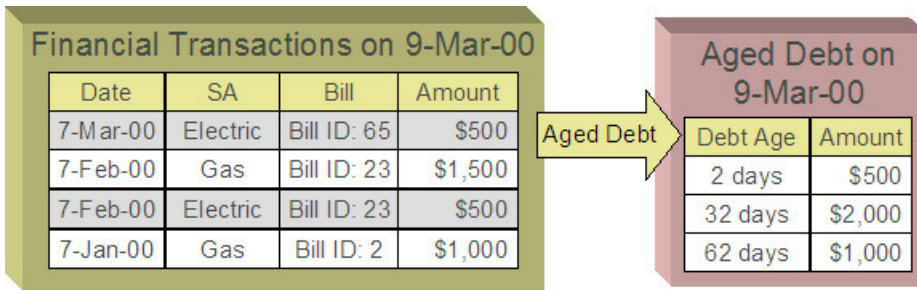 Financial Transactions on 9-Mar-00
Date SA Bill Amount
7-Mar-00 Electric Bill ID: 65 $500
7-Feb-00 Gas Bill ID: 23 $1,500
7-Feb-00 Electric Bill ID: 23 $500
7-Jan-00 Gas Bill ID: 2 $1,000
Aged Debt
Aged Debt on
9-Mar-00
Debt Age Amount
2 days $500
32 days $2,000
62 days $1,000